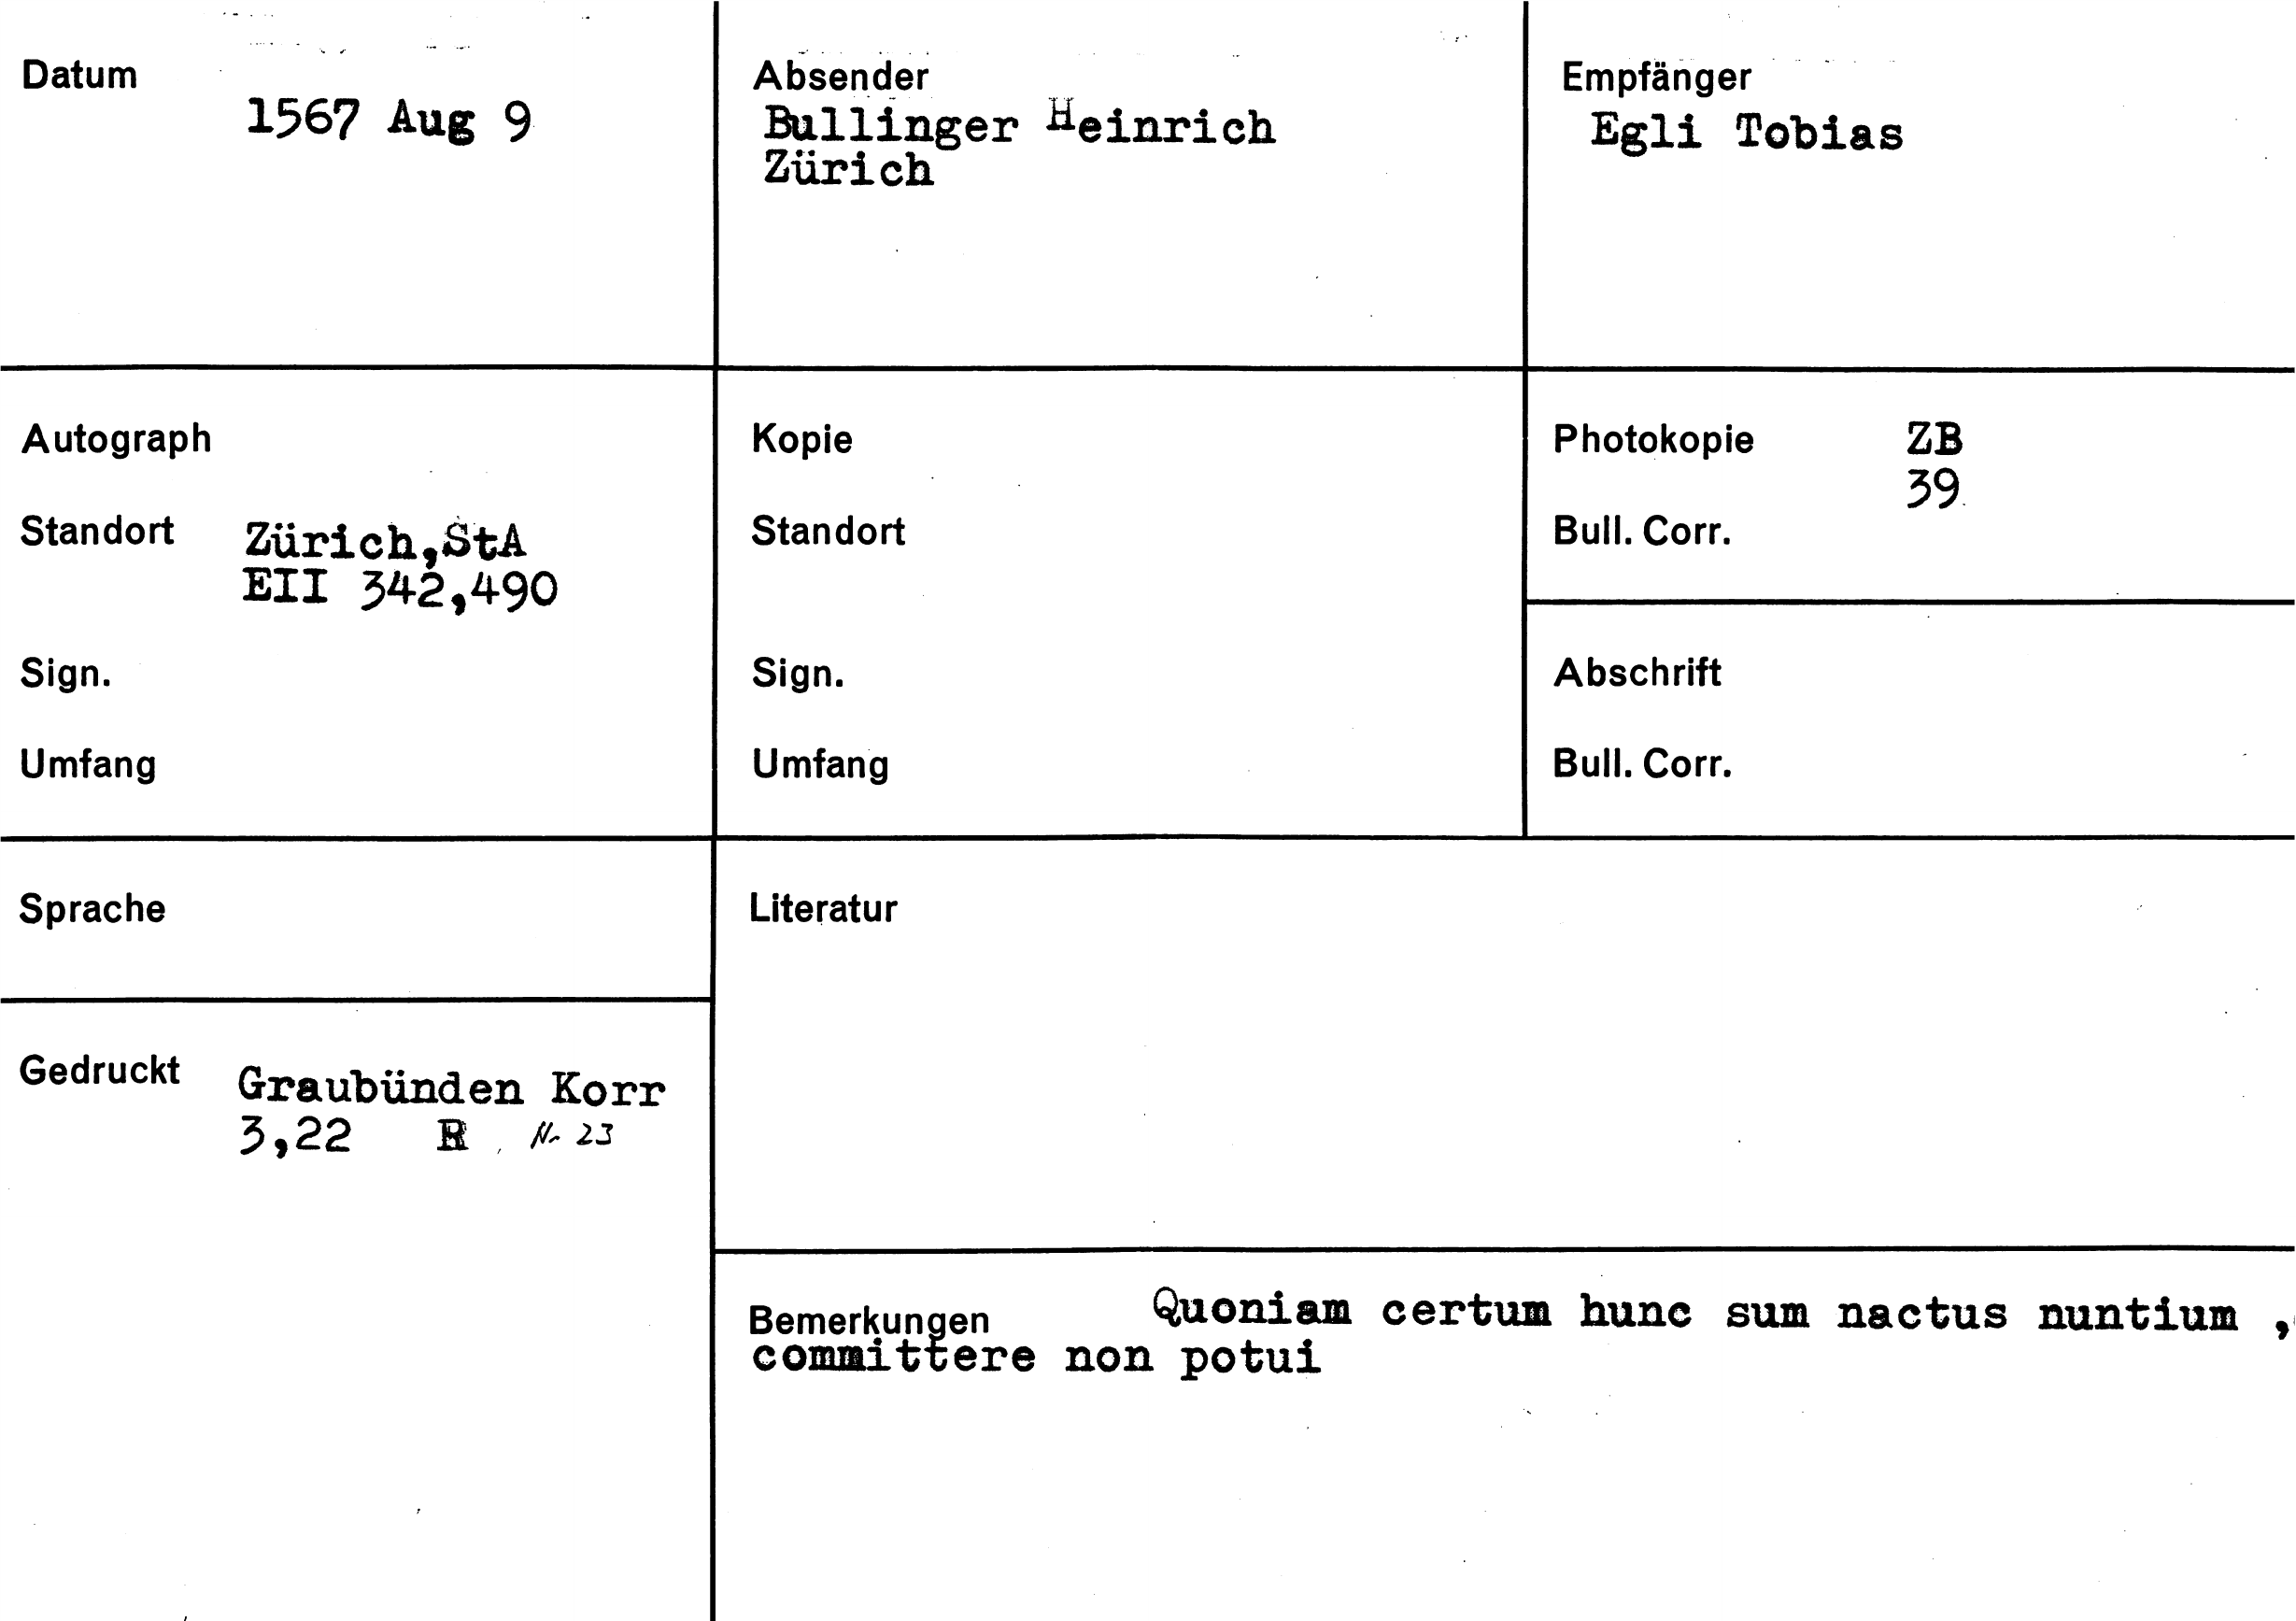 Datum
1567 Aug 9
Absender
Bullinger Heinrich
Zürich
Empfänger
Egli Tobias
Autograph
Standort Zürich,StA
EII 342,490
Sign.
Umfang
Kopie
Standort
Sign.
Umfang
Photokopie ZB
39
Bull. Corr.
Abschrift
Bull. Corr.
Sprache
Gedruckt Graubünden Korr
3,22 R Nr 23
Literatur
Bemerkungen Quoniam certum hunc sum nactus nuntium ,
committere non potui